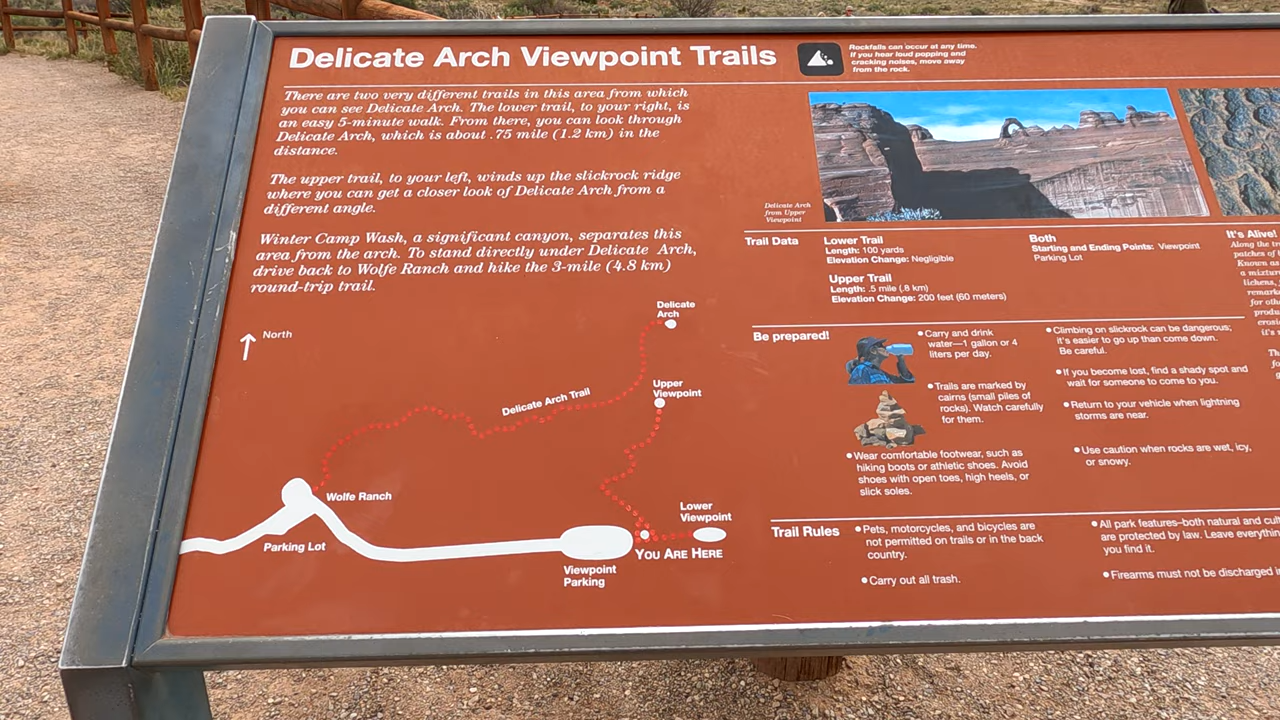 Delicate Arch Viewpoint Trails
Rockfalls can occur at any time.
If you hear loud popping and
cracking noises, move away
from the rock.
There are two very different trails in this area from which
you can see Delicate Arch. The lower trail, to your right, is
an easy 5-minute walk. From there, you can look through
Delicate Arch, which is about .75 mile (1.2 km) in the
distance.
The upper trail, to your left, winds up the slickrock ridge
where you can get a closer look of Delicate Arch from a
different angle.
Winter Camp Wash, a significant canyon, separates this
area from the arch. To stand directly under Delicate Arch,
drive back to Wolfe Ranch and hike the 3-mile (4.8 km)
round-trip trail.
North
Delicate
Arch
Upper
Viewpoint
Delicate Arch Trail
Wolfe Ranch
Parking Lot
Lower
Viewpoint
YOU ARE HERE
Viewpoint
Parking
Delicate Arch
from Upper
Viewpoint
Trail Data
Lower Trail
Length: 100 yards
Elevation Change: Negligible
Upper Trail
Length: .5 mile (.8 km)
Elevation Change: 200 feet (60 meters)
Both
Starting and Ending Points: Viewpoint
Parking Lot
It's Alive!
Along the
patches of
Known as
a mixtur
lichens,
remark
for othe
produ
erosi
it's
Be prepared!
• Carry and drink
water—1 gallon or 4
liters per day.
• Trails are marked by
cairns (small piles of
rocks). Watch carefully
for them.
• Wear comfortable footwear, such as
hiking boots or athletic shoes. Avoid
shoes with open toes, high heels, or
slick soles.
• Climbing on slickrock can be dangerous;
it's easier to go up than come down.
Be careful.
• If you become lost, find a shady spot and
wait for someone to come to you.
• Return to your vehicle when lightning
storms are near.
• Use caution when rocks are wet, icy,
or snowy.
Trail Rules
• Pets, motorcycles, and bicycles are
not permitted on trails or in the back
country.
• Carry out all trash.
• All park features–both natural and cul
are protected by law. Leave everythin
you find it.
• Firearms must not be discharged i